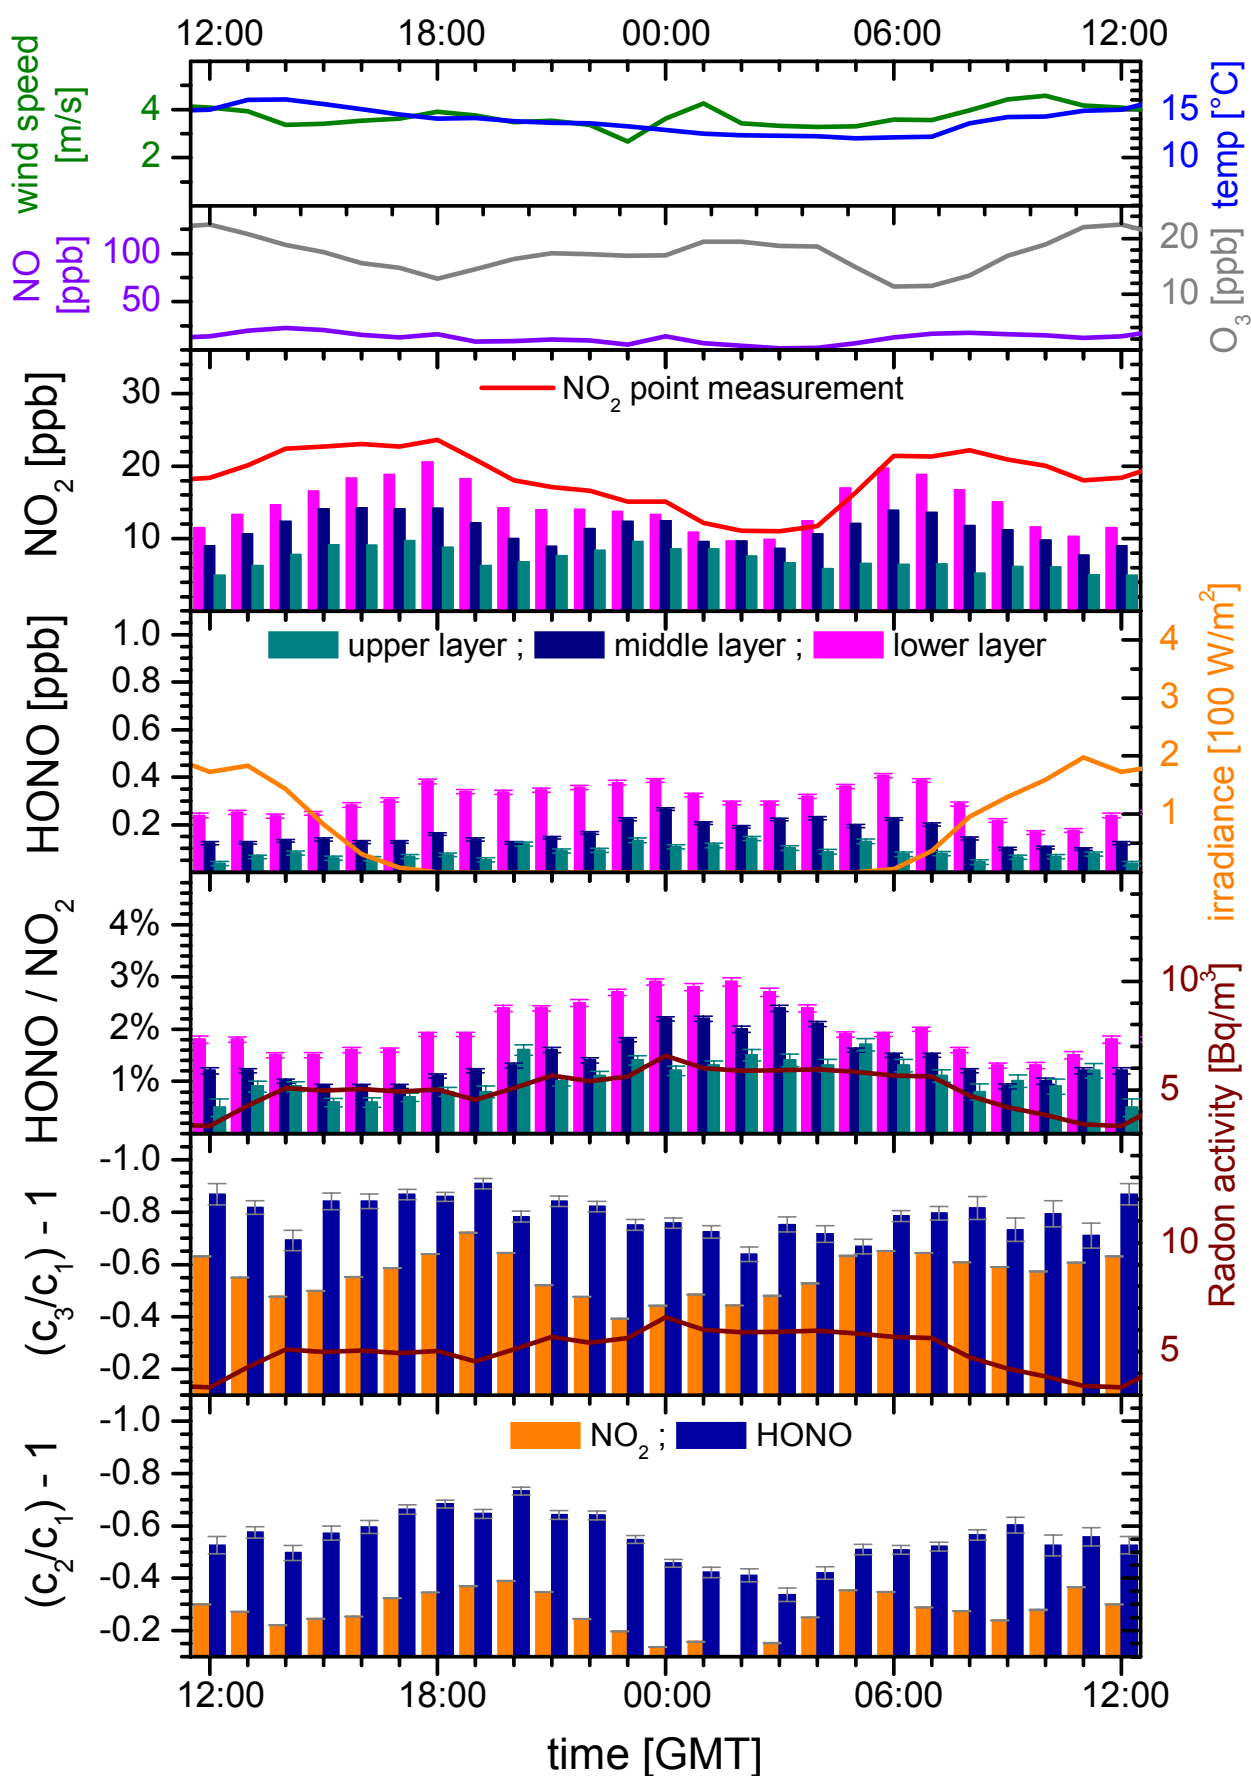 12:00 18:00 00:00 06:00 12:00
wind speed
[m/s]
4
2
15
10
temp [°C]
NO
[ppb]
100
50
20
10
O3 [ppb]
NO2 [ppb]
30
20
10
NO2 point measurement
HONO [ppb]
1.0
0.8
0.6
0.4
0.2
upper layer ; middle layer ; lower layer
4
3
2
1
irradiance [100 W/m²]
HONO / NO2
4%
3%
2%
1%
10
5
Radon activity [Bq/m³]
(c3/c1) - 1
-1.0
-0.8
-0.6
-0.4
-0.2
10
5
(c2/c1) - 1
-1.0
-0.8
-0.6
-0.4
-0.2
NO2 ; HONO
12:00 18:00 00:00 06:00 12:00
time [GMT]